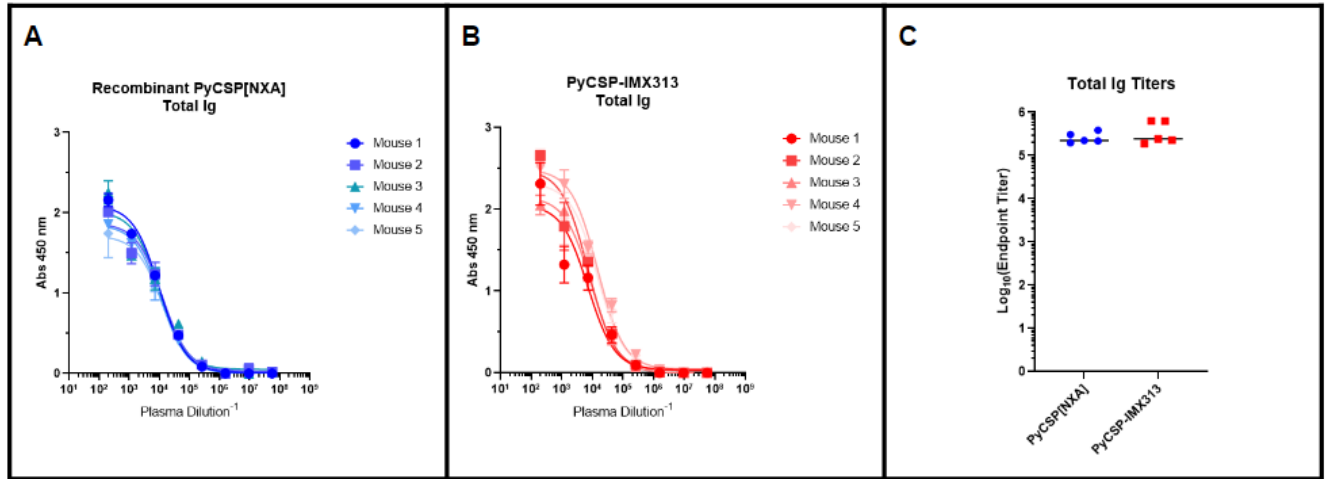 A
Recombinant PyCSP[NXA]
Total Ig
3
2
1
0
Abs 450 nm
10¹ 10² 10³ 10⁴ 10⁵ 10⁶ 10⁷ 10⁸ 10⁹
Plasma Dilution⁻¹
Mouse 1
Mouse 2
Mouse 3
Mouse 4
Mouse 5
B
PyCSP-IMX313
Total Ig
3
2
1
0
Abs 450 nm
10¹ 10² 10³ 10⁴ 10⁵ 10⁶ 10⁷ 10⁸ 10⁹
Plasma Dilution⁻¹
Mouse 1
Mouse 2
Mouse 3
Mouse 4
Mouse 5
C
Total Ig Titers
6
5
4
3
2
1
0
Log₁₀(Endpoint Titer)
PyCSP[NXA]
PyCSP-IMX313